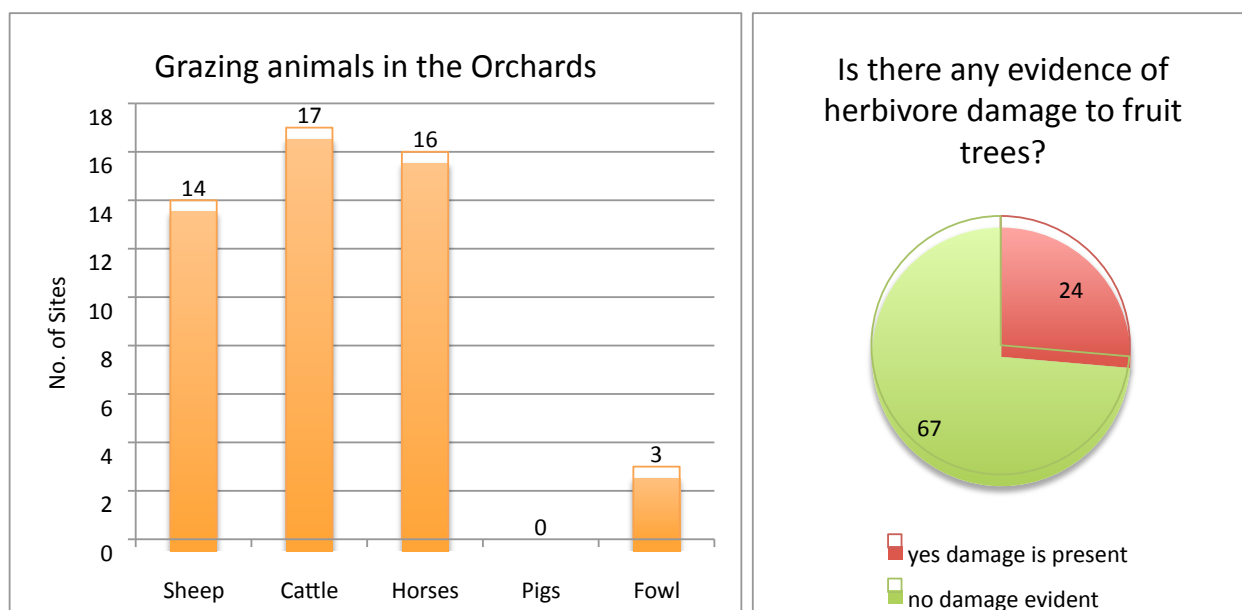 Grazing animals in the Orchards
No. of Sites
18
16
14
12
10
8
6
4
2
0
14
17
16
0
3
Sheep
Cattle
Horses
Pigs
Fowl
Is there any evidence of
herbivore damage to fruit
trees?
24
67
yes damage is present
no damage evident